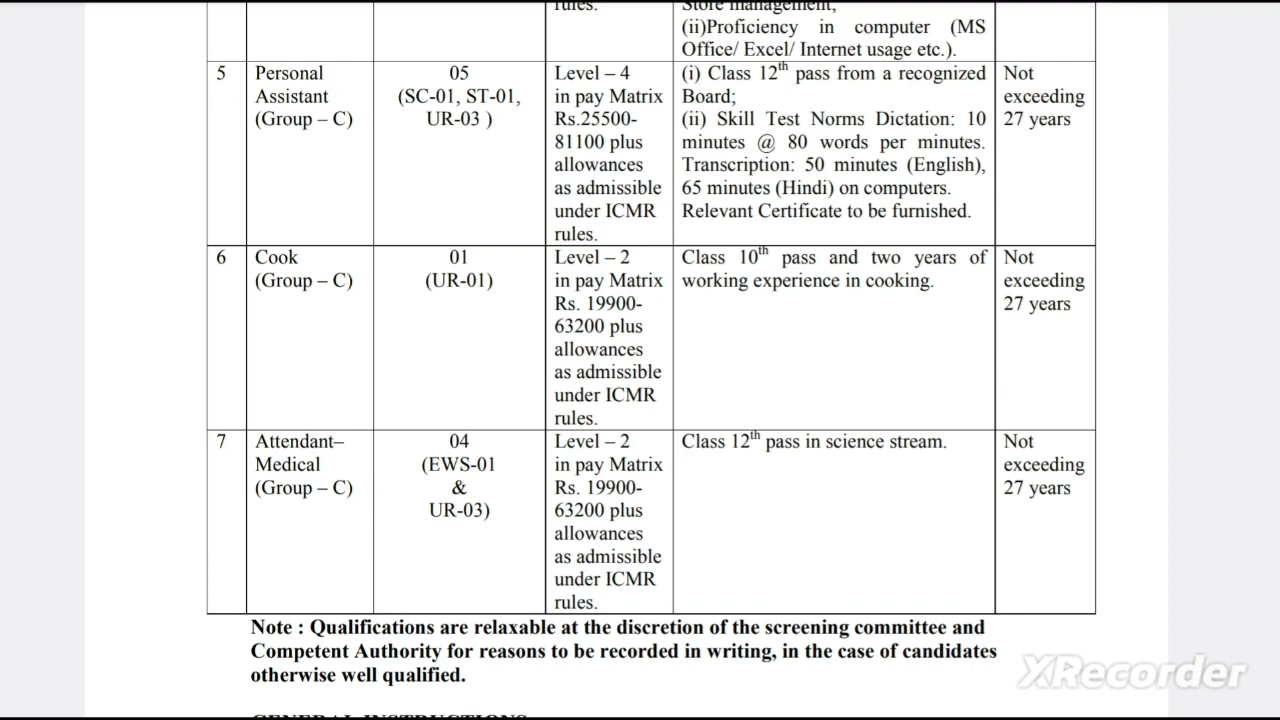 rules.
Store management;
(ii)Proficiency in computer (MS
Office/ Excel/ Internet usage etc.).
5
Personal
Assistant
(Group – C)
05
(SC-01, ST-01,
UR-03 )
Level – 4
in pay Matrix
Rs.25500-
81100 plus
allowances
as admissible
under ICMR
rules.
(i) Class 12th pass from a recognized
Board;
(ii) Skill Test Norms Dictation: 10
minutes @ 80 words per minutes.
Transcription: 50 minutes (English),
65 minutes (Hindi) on computers.
Relevant Certificate to be furnished.
Not
exceeding
27 years
6
Cook
(Group – C)
01
(UR-01)
Level – 2
in pay Matrix
Rs. 19900-
63200 plus
allowances
as admissible
under ICMR
rules.
Class 10th pass and two years of
working experience in cooking.
Not
exceeding
27 years
7
Attendant–
Medical
(Group – C)
04
(EWS-01
&
UR-03)
Level – 2
in pay Matrix
Rs. 19900-
63200 plus
allowances
as admissible
under ICMR
rules.
Class 12th pass in science stream.
Not
exceeding
27 years
Note : Qualifications are relaxable at the discretion of the screening committee and
Competent Authority for reasons to be recorded in writing, in the case of candidates
otherwise well qualified.
XRecorder
GENERAL INSTRUCTIONS